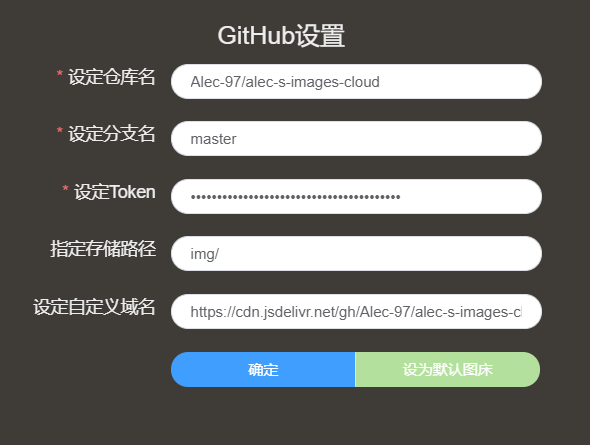 GitHub设置
* 设定仓库名
Alec-97/alec-s-images-cloud
* 设定分支名
master
* 设定Token
••••••••••••••••••••••••••••••••••••••••
指定存储路径
img/
设定自定义域名
https://cdn.jsdelivr.net/gh/Alec-97/alec-s-images-cl
确定
设为默认图床